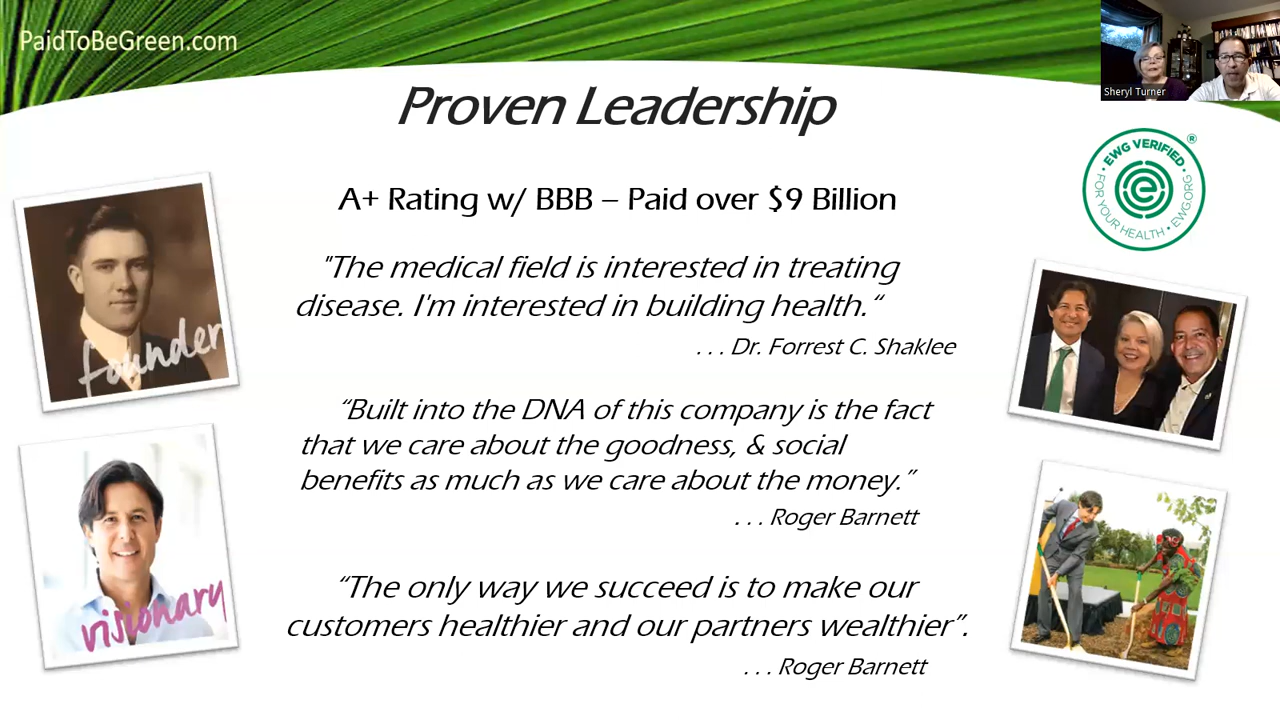 PaidToBeGreen.com
Sheryl Turner
Proven Leadership
EWG VERIFIED
®
FOR YOUR HEALTH • EWG.ORG
A+ Rating w/ BBB – Paid over $9 Billion
"The medical field is interested in treating
disease. I'm interested in building health.“
. . . Dr. Forrest C. Shaklee
founder
“Built into the DNA of this company is the fact
that we care about the goodness, & social
benefits as much as we care about the money.”
. . . Roger Barnett
visionary
“The only way we succeed is to make our
customers healthier and our partners wealthier”.
. . . Roger Barnett